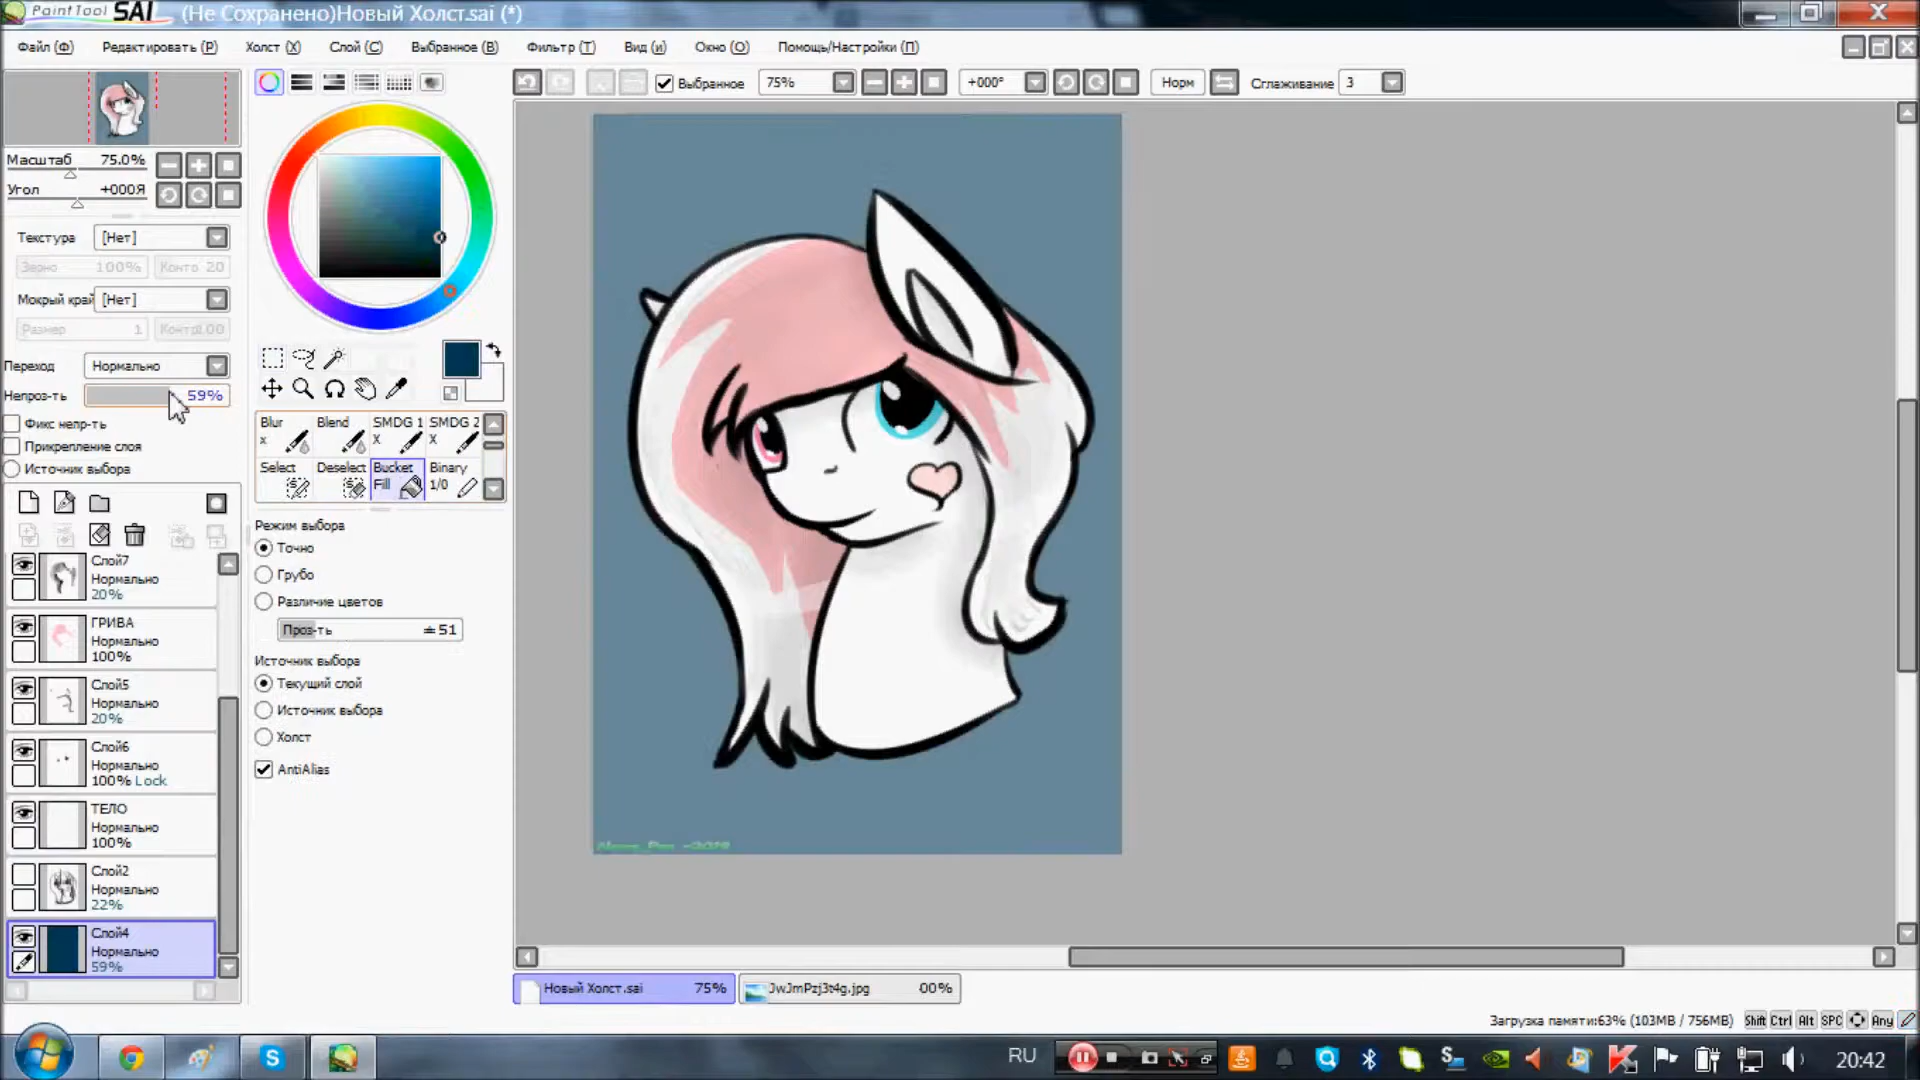 PaintTool SAI (Не Сохранено)Новый Холст.sai (*)
Файл (Ф) Редактировать (Р) Холст (Х) Слой (С) Выбранное (В) Фильтр (Т) Вид (и) Окно (О) Помощь/Настройки (П)
Выбранное 75% +000° Норм Сглаживание 3
Масштаб 75.0%
Угол +000Я
Текстура [Нет]
Зерно 100% Контр 20
Мокрый край [Нет]
Размер 1 Контр 1.00
Переход Нормально
Непроз-ть 59%
Фикс непр-ть
Прикрепление слоя
Источник выбора
Слой7
Нормально
20%
ГРИВА
Нормально
100%
Слой5
Нормально
20%
Слой6
Нормально
100% Lock
ТЕЛО
Нормально
100%
Слой2
Нормально
22%
Слой4
Нормально
59%
Blur Blend SMDG 1 SMDG 2
x X X
Select Deselect Bucket Binary
Fill 1/0
Режим выбора
Точно
Грубо
Различие цветов
Проз-ть ±51
Источник выбора
Текущий слой
Источник выбора
Холст
AntiAlias
Новый Холст.sai 75% JwJmPzj3t4g.jpg 00%
Загрузка памяти:63% (103MB / 756MB) Shift Ctrl Alt SPC Any
RU 20:42